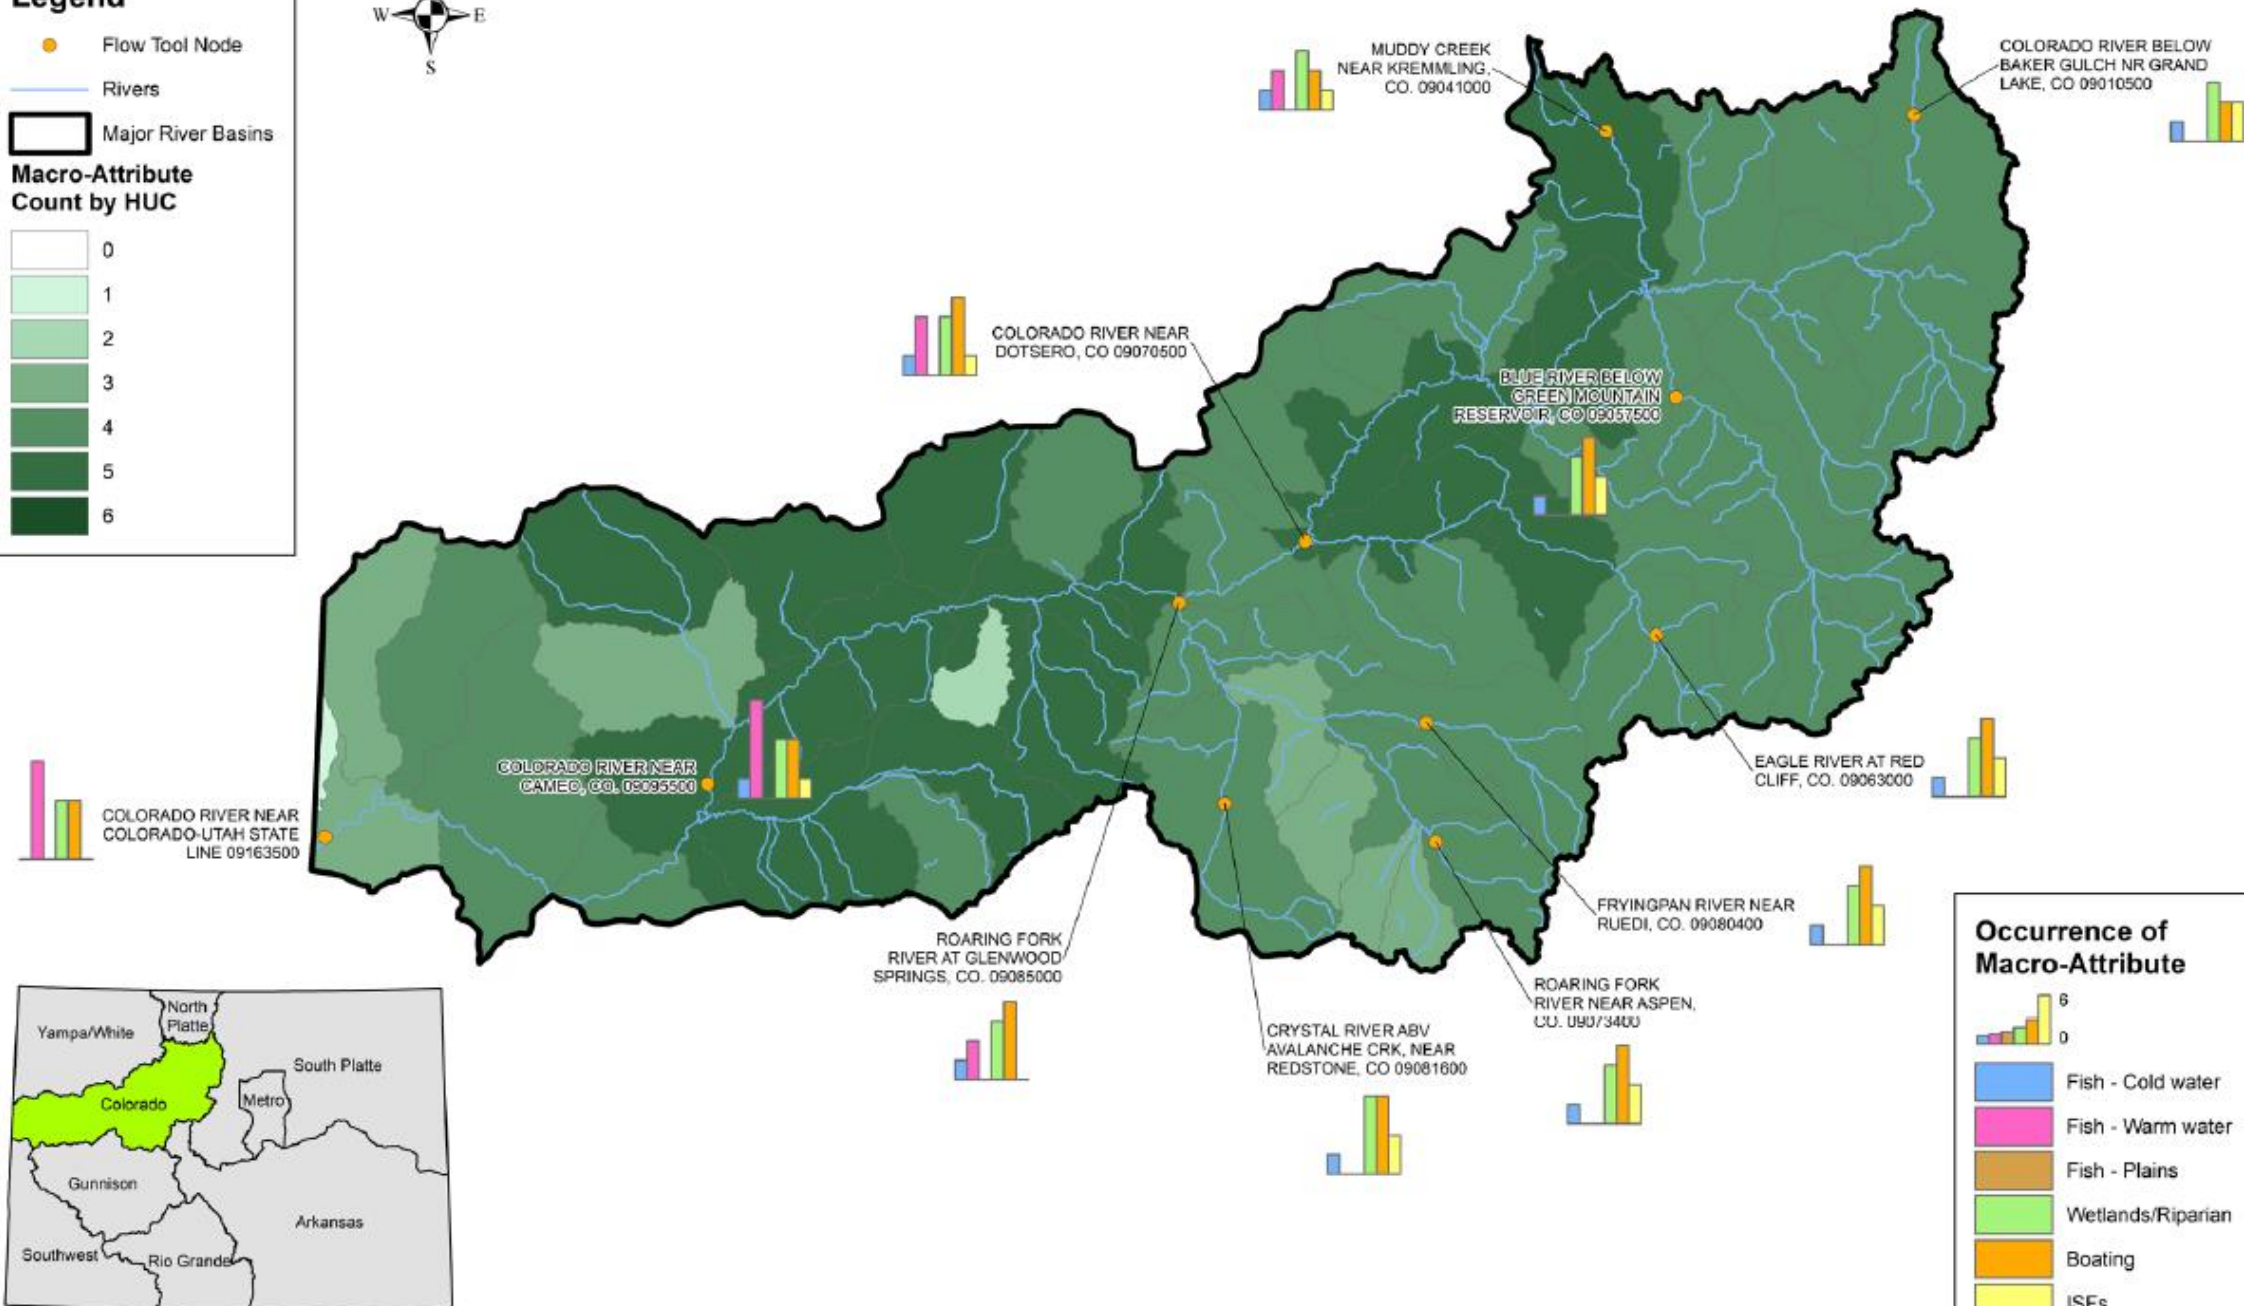 Legend
Flow Tool Node
Rivers
Major River Basins
Macro-Attribute
Count by HUC
0
1
2
3
4
5
6
W
E
S
MUDDY CREEK
NEAR KREMMLING,
CO. 09041000
COLORADO RIVER BELOW
BAKER GULCH NR GRAND
LAKE, CO 09010500
COLORADO RIVER NEAR
DOTSERO, CO 09070500
BLUE RIVER BELOW
GREEN MOUNTAIN
RESERVOIR, CO 09057500
COLORADO RIVER NEAR
CAMEO, CO. 09095500
COLORADO RIVER NEAR
COLORADO-UTAH STATE
LINE 09163500
EAGLE RIVER AT RED
CLIFF, CO. 09063000
FRYINGPAN RIVER NEAR
RUEDI, CO. 09080400
ROARING FORK
RIVER AT GLENWOOD
SPRINGS, CO. 09085000
ROARING FORK
RIVER NEAR ASPEN,
CO. 09073400
CRYSTAL RIVER ABV
AVALANCHE CRK, NEAR
REDSTONE, CO 09081600
Yampa/White
North
Platte
South Platte
Metro
Colorado
Gunnison
Arkansas
Southwest
Rio Grande
Occurrence of
Macro-Attribute
6
0
Fish - Cold water
Fish - Warm water
Fish - Plains
Wetlands/Riparian
Boating
ISFs